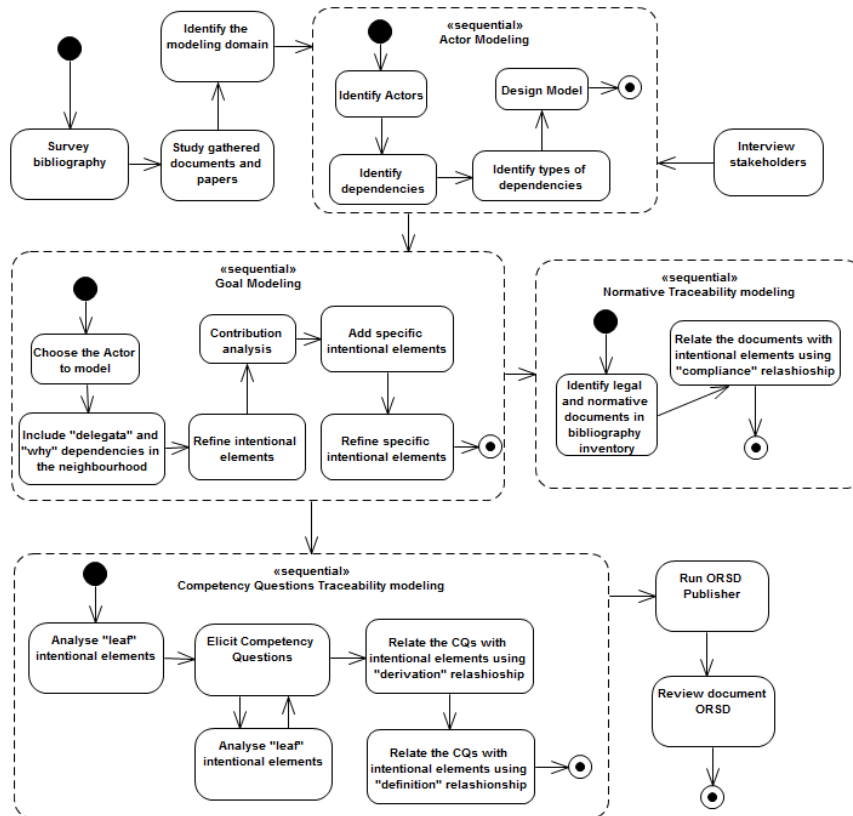 Identify the
modeling domain
«sequential»
Actor Modeling
Identify Actors
Design Model
Survey
bibliography
Study gathered
documents and
papers
Identify
dependencies
Identify types of
dependencies
Interview
stakeholders
«sequential»
Goal Modeling
Choose the Actor
to model
Contribution
analysis
Add specific
intentional elements
Include "delegata" and
"why" dependencies in
the neighbourhood
Refine intentional
elements
Refine specific
intentional elements
«sequential»
Normative Traceability modeling
Relate the documents with
intentional elements using
"compliance" relashioship
Identify legal
and normative
documents in
bibliography
inventory
«sequential»
Competency Questions Traceability modeling
Analyse "leaf"
intentional elements
Elicit Competency
Questions
Relate the CQs with
intentional elements using
"derivation" relashioship
Analyse "leaf"
intentional elements
Relate the CQs with
intentional elements using
"definition" relashionship
Run ORSD
Publisher
Review document
ORSD